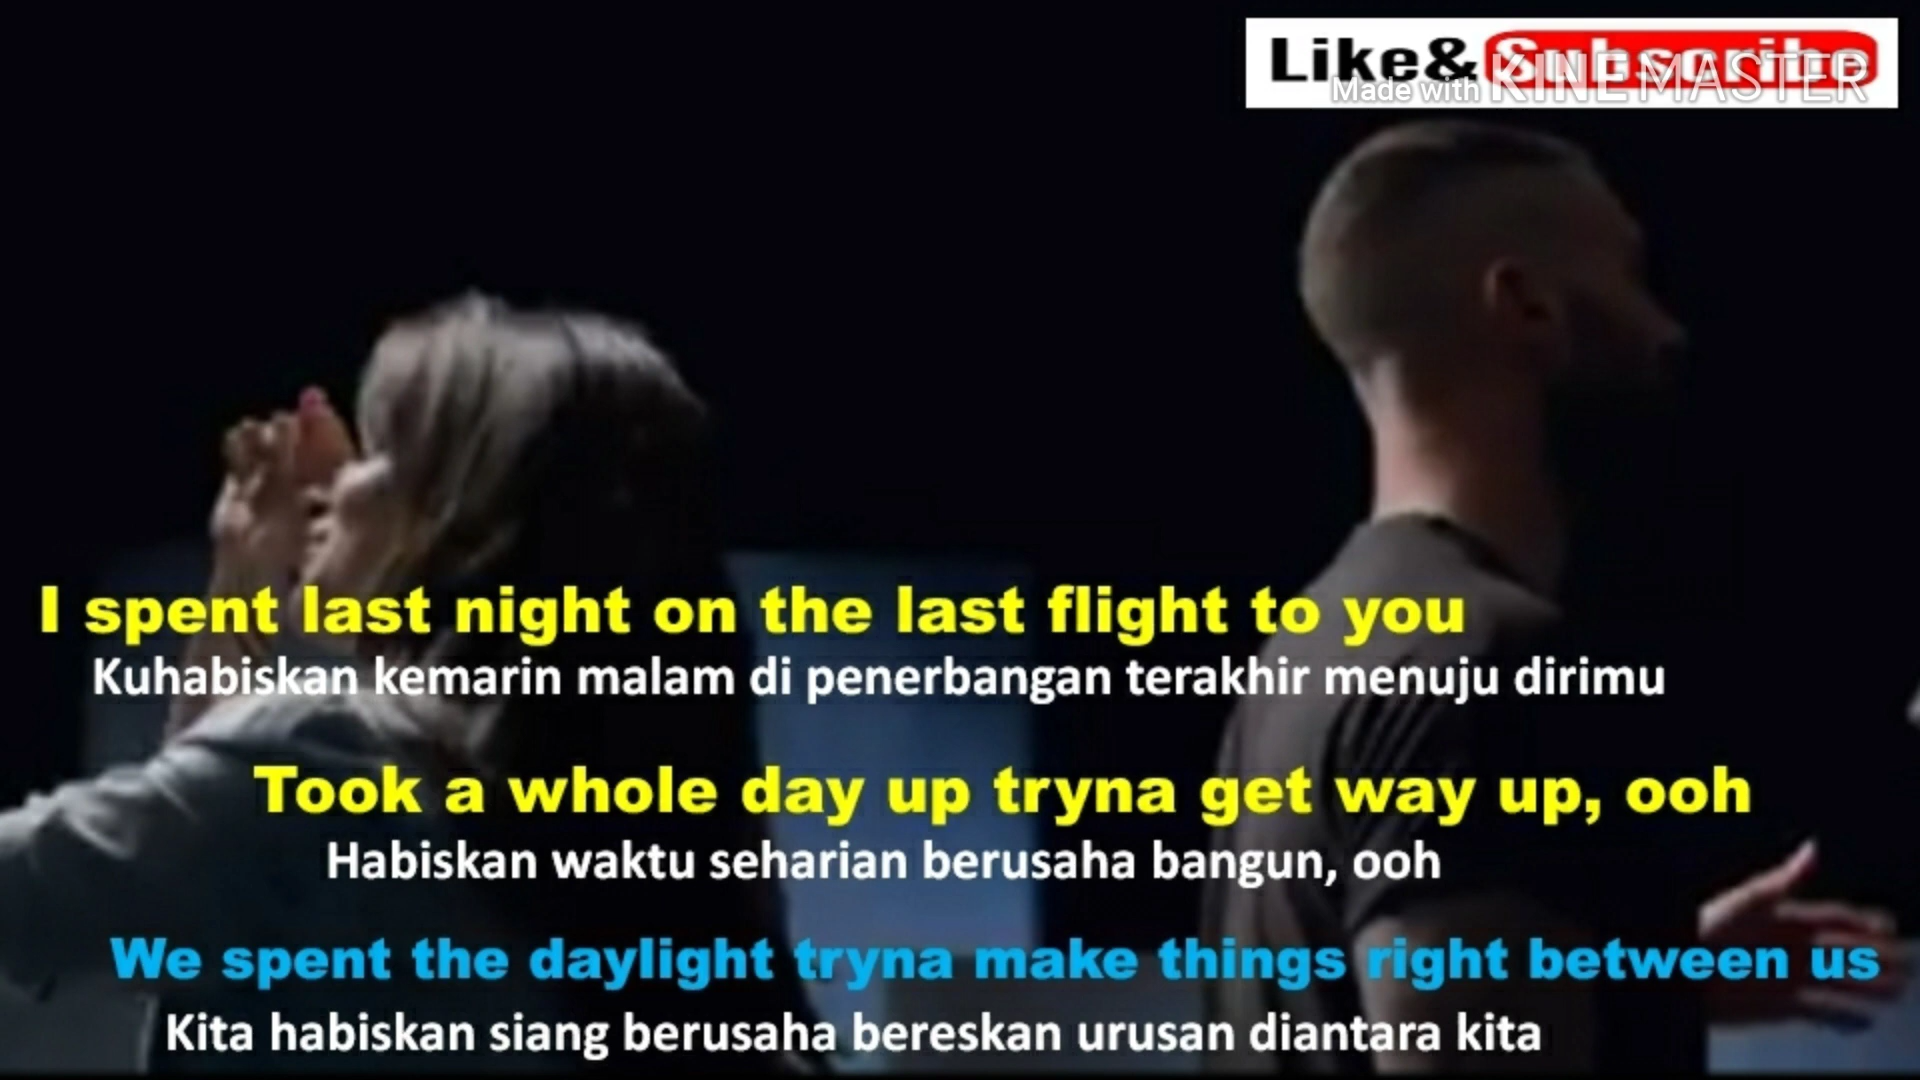 Like& Subscribe
Made with KINEMASTER
I spent last night on the last flight to you
Kuhabiskan kemarin malam di penerbangan terakhir menuju dirimu
Took a whole day up tryna get way up, ooh
Habiskan waktu seharian berusaha bangun, ooh
We spent the daylight tryna make things right between us
Kita habiskan siang berusaha bereskan urusan diantara kita